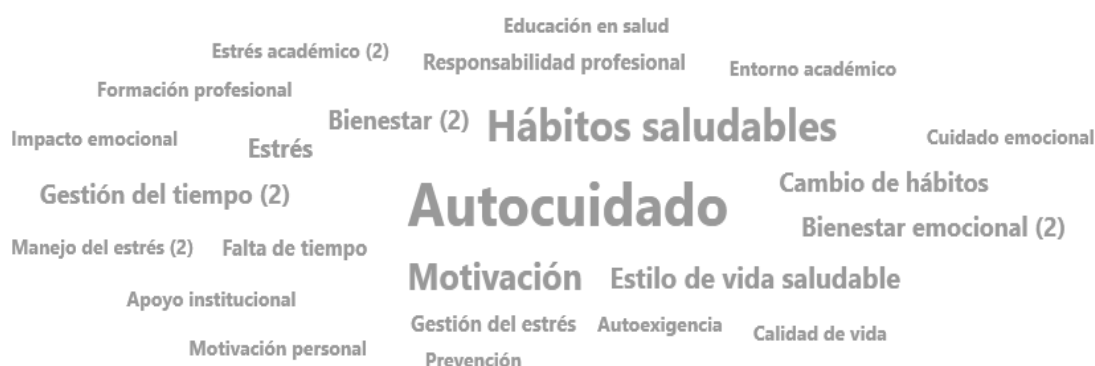 Educación en salud
Estrés académico (2)
Responsabilidad profesional
Entorno académico
Formación profesional
Bienestar (2)
Hábitos saludables
Impacto emocional
Estrés
Cuidado emocional
Gestión del tiempo (2)
Autocuidado
Cambio de hábitos
Bienestar emocional (2)
Manejo del estrés (2)
Falta de tiempo
Motivación
Estilo de vida saludable
Apoyo institucional
Gestión del estrés
Autoexigencia
Calidad de vida
Motivación personal
Prevención